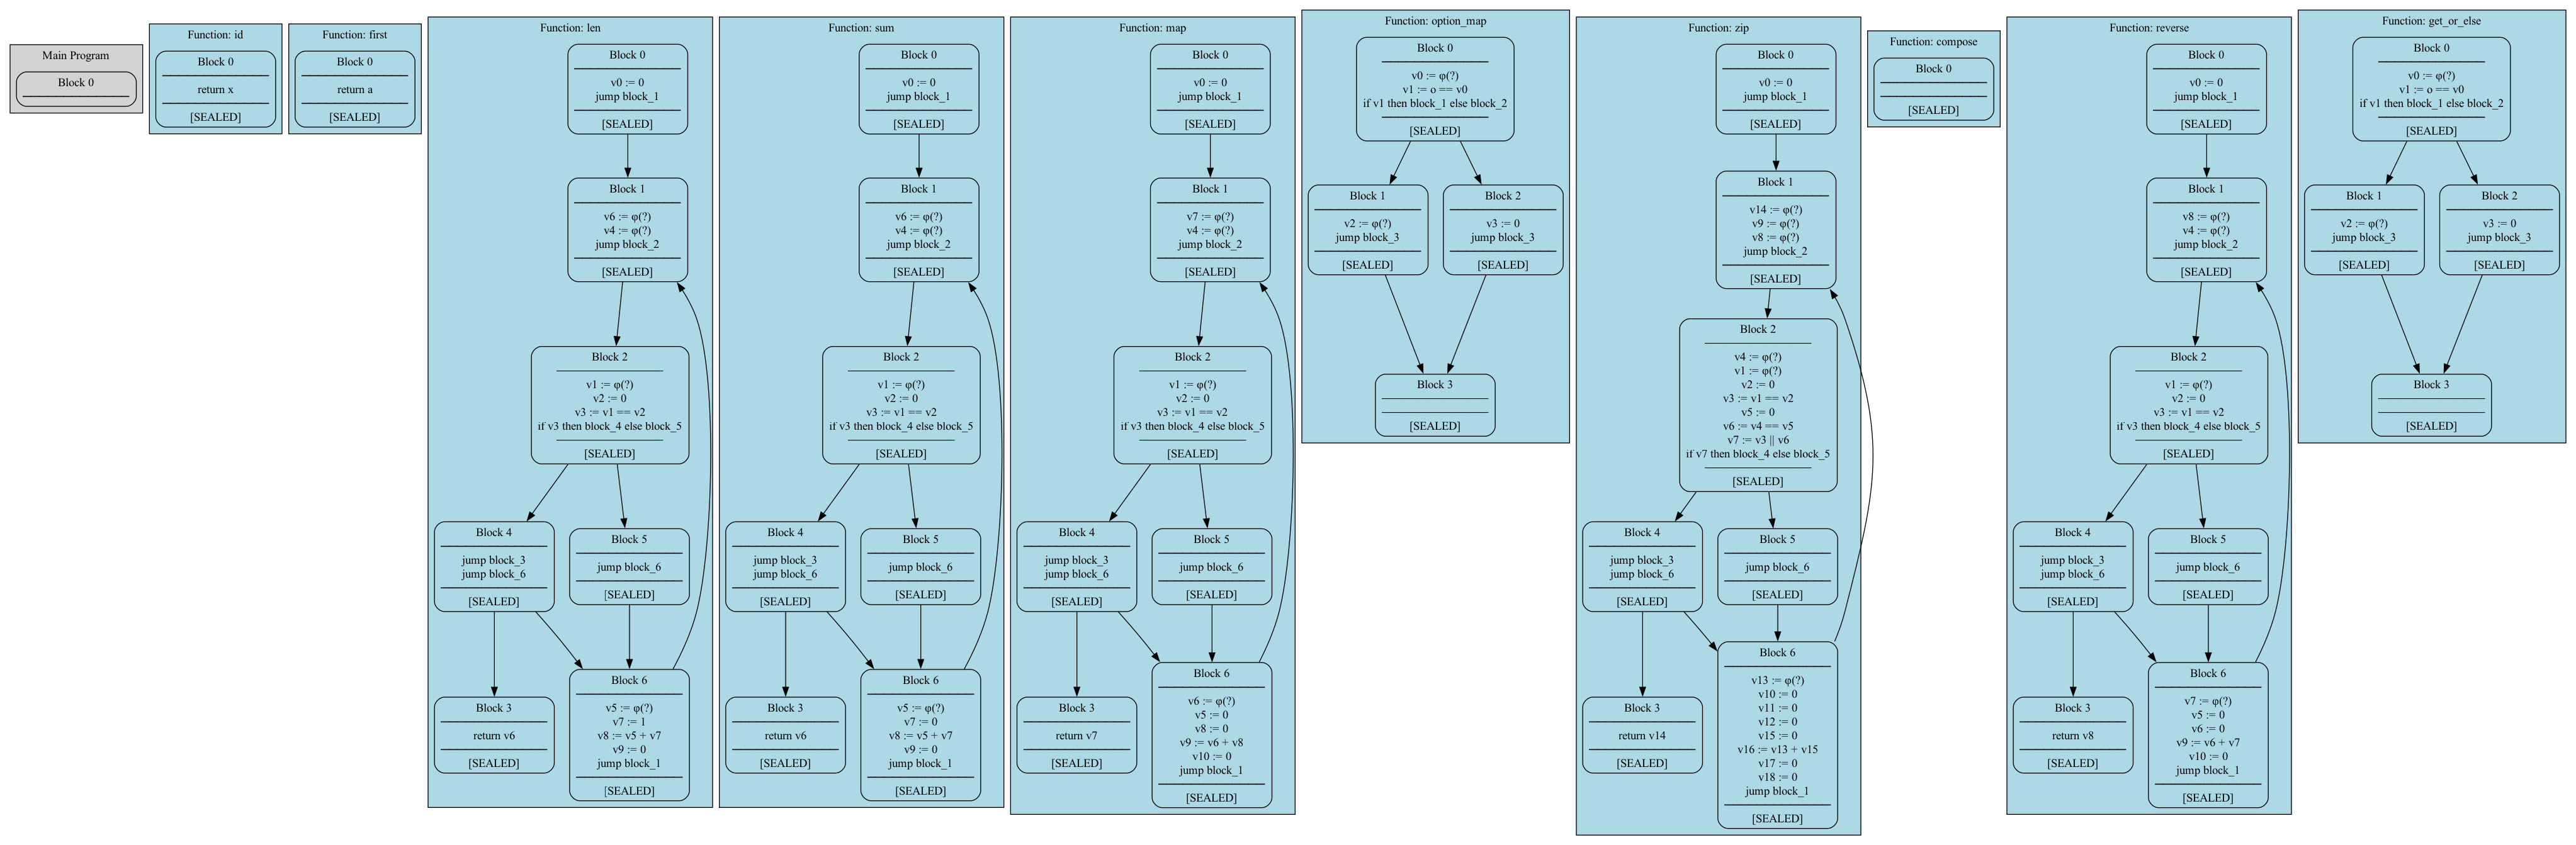 Main Program
Block 0
Function: id
Block 0
return x
[SEALED]
Function: first
Block 0
return a
[SEALED]
Function: len
Block 0
v0 := 0
jump block_1
[SEALED]
Block 1
v6 := φ(?)
v4 := φ(?)
jump block_2
[SEALED]
Block 2
v1 := φ(?)
v2 := 0
v3 := v1 == v2
if v3 then block_4 else block_5
[SEALED]
Block 4
jump block_3
jump block_6
[SEALED]
Block 5
jump block_6
[SEALED]
Block 3
return v6
[SEALED]
Block 6
v5 := φ(?)
v7 := 1
v8 := v5 + v7
v9 := 0
jump block_1
[SEALED]
Function: sum
Block 0
v0 := 0
jump block_1
[SEALED]
Block 1
v6 := φ(?)
v4 := φ(?)
jump block_2
[SEALED]
Block 2
v1 := φ(?)
v2 := 0
v3 := v1 == v2
if v3 then block_4 else block_5
[SEALED]
Block 4
jump block_3
jump block_6
[SEALED]
Block 5
jump block_6
[SEALED]
Block 3
return v6
[SEALED]
Block 6
v5 := φ(?)
v7 := 0
v8 := v5 + v7
v9 := 0
jump block_1
[SEALED]
Function: map
Block 0
v0 := 0
jump block_1
[SEALED]
Block 1
v7 := φ(?)
v4 := φ(?)
jump block_2
[SEALED]
Block 2
v1 := φ(?)
v2 := 0
v3 := v1 == v2
if v3 then block_4 else block_5
[SEALED]
Block 4
jump block_3
jump block_6
[SEALED]
Block 5
jump block_6
[SEALED]
Block 3
return v7
[SEALED]
Block 6
v6 := φ(?)
v5 := 0
v8 := 0
v9 := v6 + v8
v10 := 0
jump block_1
[SEALED]
Function: option_map
Block 0
v0 := φ(?)
v1 := o == v0
if v1 then block_1 else block_2
[SEALED]
Block 1
v2 := φ(?)
jump block_3
[SEALED]
Block 2
v3 := 0
jump block_3
[SEALED]
Block 3
[SEALED]
Function: zip
Block 0
v0 := 0
jump block_1
[SEALED]
Block 1
v14 := φ(?)
v9 := φ(?)
v8 := φ(?)
jump block_2
[SEALED]
Block 2
v4 := φ(?)
v1 := φ(?)
v2 := 0
v3 := v1 == v2
v5 := 0
v6 := v4 == v5
v7 := v3 || v6
if v7 then block_4 else block_5
[SEALED]
Block 4
jump block_3
jump block_6
[SEALED]
Block 5
jump block_6
[SEALED]
Block 3
return v14
[SEALED]
Block 6
v13 := φ(?)
v10 := 0
v11 := 0
v12 := 0
v15 := 0
v16 := v13 + v15
v17 := 0
v18 := 0
jump block_1
[SEALED]
Function: compose
Block 0
[SEALED]
Function: reverse
Block 0
v0 := 0
jump block_1
[SEALED]
Block 1
v8 := φ(?)
v4 := φ(?)
jump block_2
[SEALED]
Block 2
v1 := φ(?)
v2 := 0
v3 := v1 == v2
if v3 then block_4 else block_5
[SEALED]
Block 4
jump block_3
jump block_6
[SEALED]
Block 5
jump block_6
[SEALED]
Block 3
return v8
[SEALED]
Block 6
v7 := φ(?)
v5 := 0
v6 := 0
v9 := v6 + v7
v10 := 0
jump block_1
[SEALED]
Function: get_or_else
Block 0
v0 := φ(?)
v1 := o == v0
if v1 then block_1 else block_2
[SEALED]
Block 1
v2 := φ(?)
jump block_3
[SEALED]
Block 2
v3 := 0
jump block_3
[SEALED]
Block 3
[SEALED]